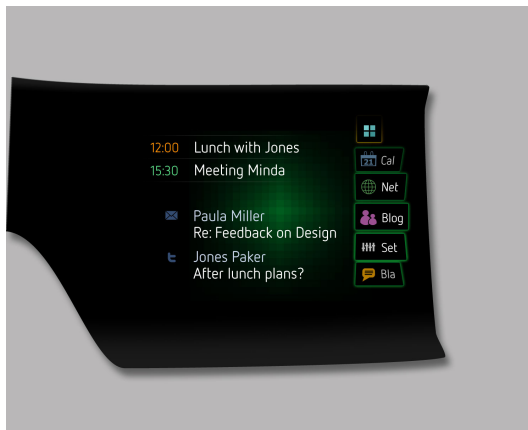 12:00 Lunch with Jones
15:30 Meeting Minda
Paula Miller
Re: Feedback on Design
Jones Paker
After lunch plans?
21 Cal
Net
Blog
Set
Bla